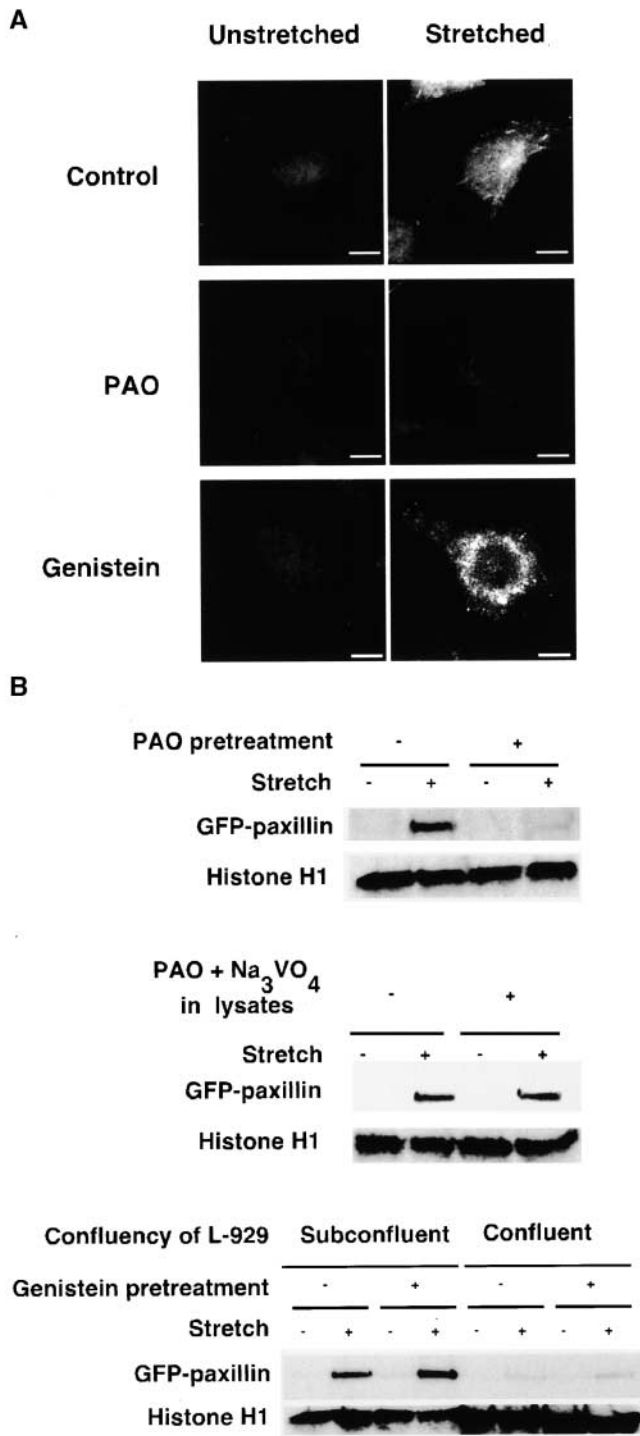 A
Unstretched Stretched
Control
PAO
Genistein
B
PAO pretreatment - +
Stretch - + - +
GFP-paxillin
Histone H1
PAO + Na3VO4
in lysates - +
Stretch - + - +
GFP-paxillin
Histone H1
Confluency of L-929 Subconfluent Confluent
Genistein pretreatment - + - +
Stretch - + - + - + - +
GFP-paxillin
Histone H1